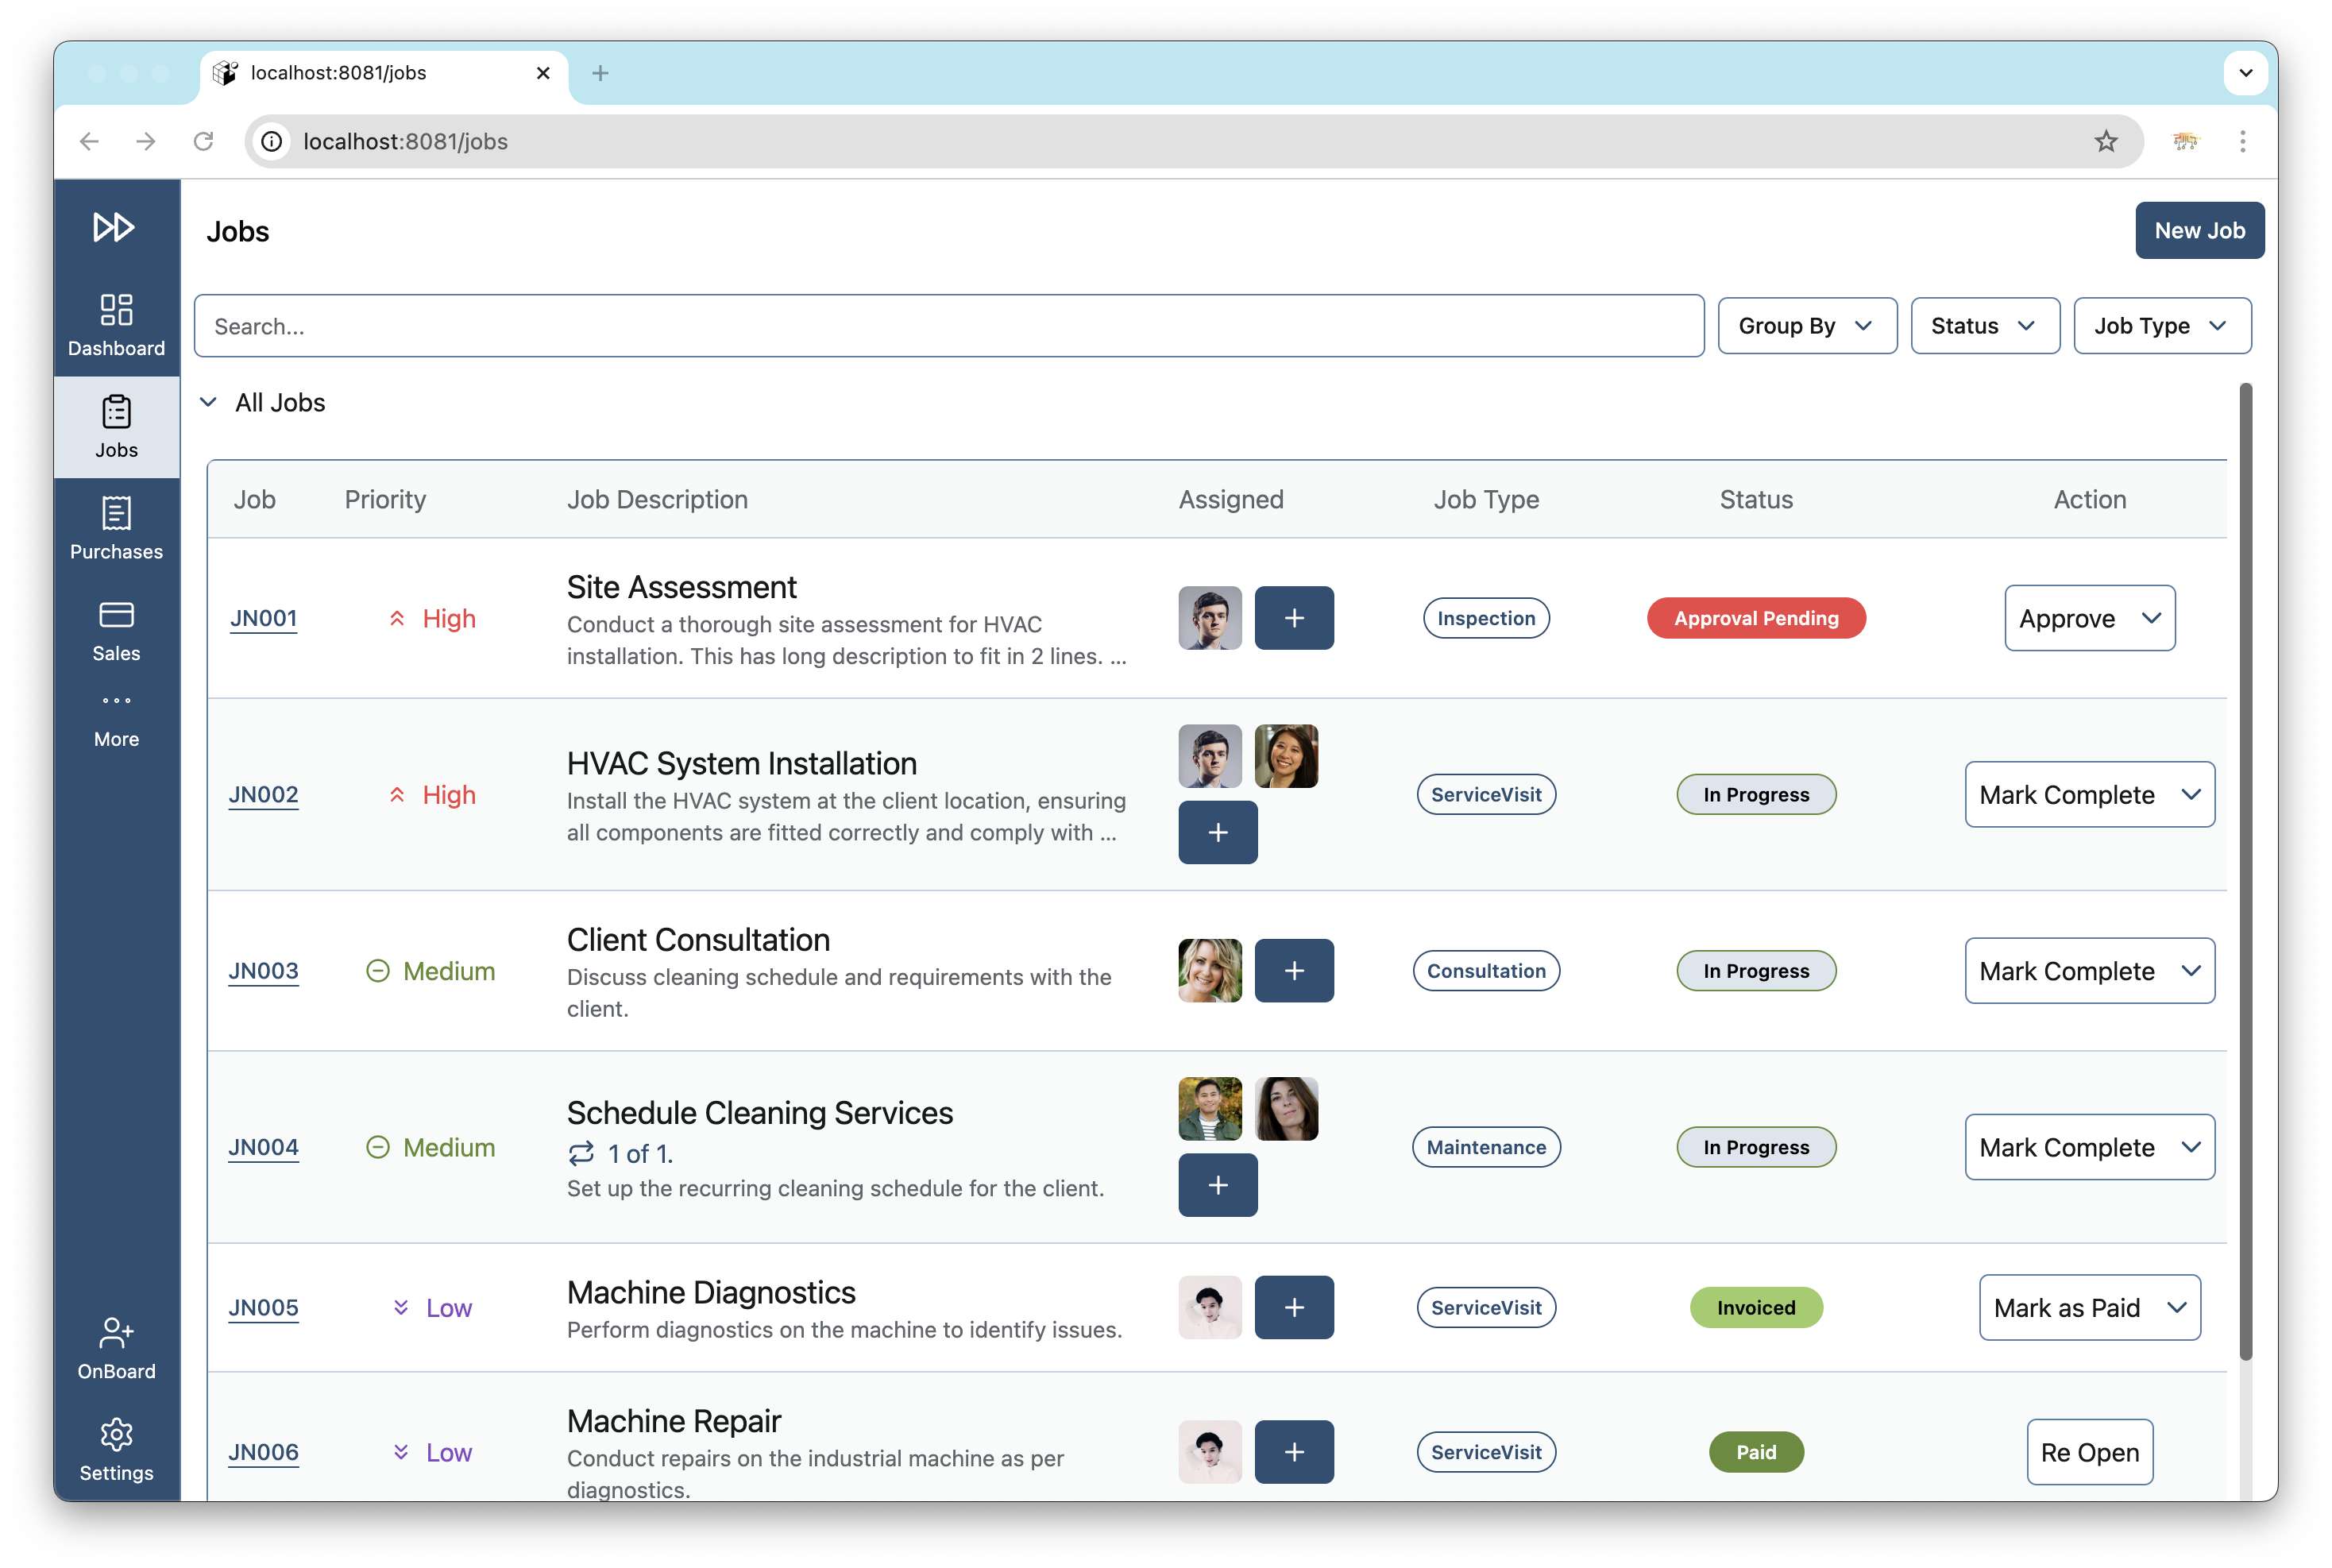 localhost:8081/jobs
localhost:8081/jobs
Jobs
New Job
Search...
Group By
Status
Job Type
All Jobs
Dashboard
Jobs
Purchases
Sales
More
OnBoard
Settings
Job Priority Job Description Assigned Job Type Status Action
JN001 High Site Assessment Inspection Approval Pending Approve
Conduct a thorough site assessment for HVAC
installation. This has long description to fit in 2 lines. ...
JN002 High HVAC System Installation ServiceVisit In Progress Mark Complete
Install the HVAC system at the client location, ensuring
all components are fitted correctly and comply with ...
JN003 Medium Client Consultation Consultation In Progress Mark Complete
Discuss cleaning schedule and requirements with the
client.
JN004 Medium Schedule Cleaning Services Maintenance In Progress Mark Complete
1 of 1.
Set up the recurring cleaning schedule for the client.
JN005 Low Machine Diagnostics ServiceVisit Invoiced Mark as Paid
Perform diagnostics on the machine to identify issues.
JN006 Low Machine Repair ServiceVisit Paid Re Open
Conduct repairs on the industrial machine as per
diagnostics.